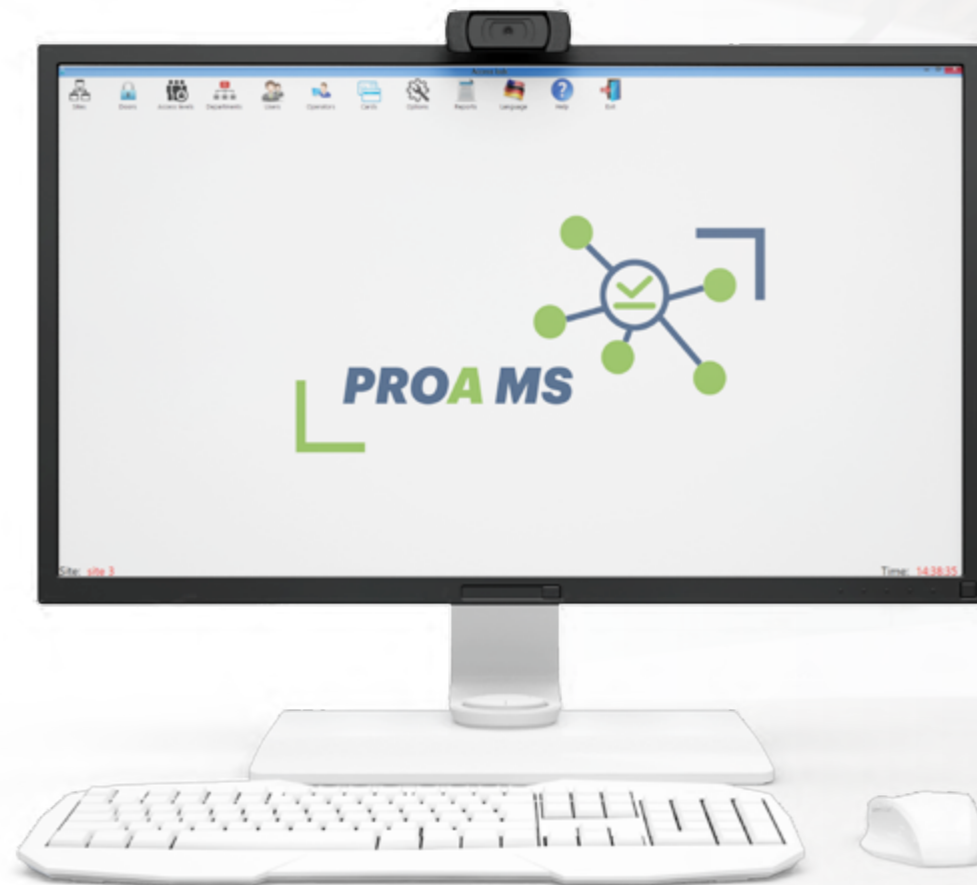 Sites Doors Access levels Departments Users Operators Cards Options Reports Language Help Exit
PROA MS
Site: site 3 Time: 14:38:35